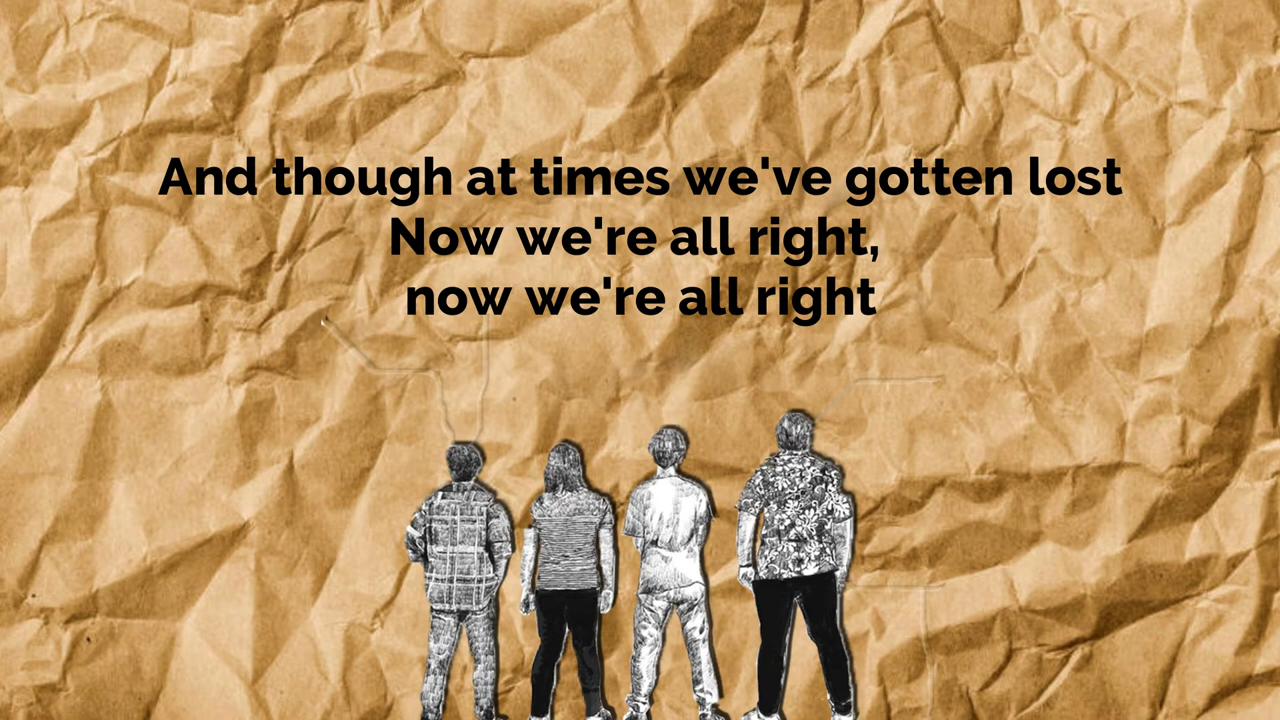 And though at times we've gotten lost
Now we're all right,
now we're all right